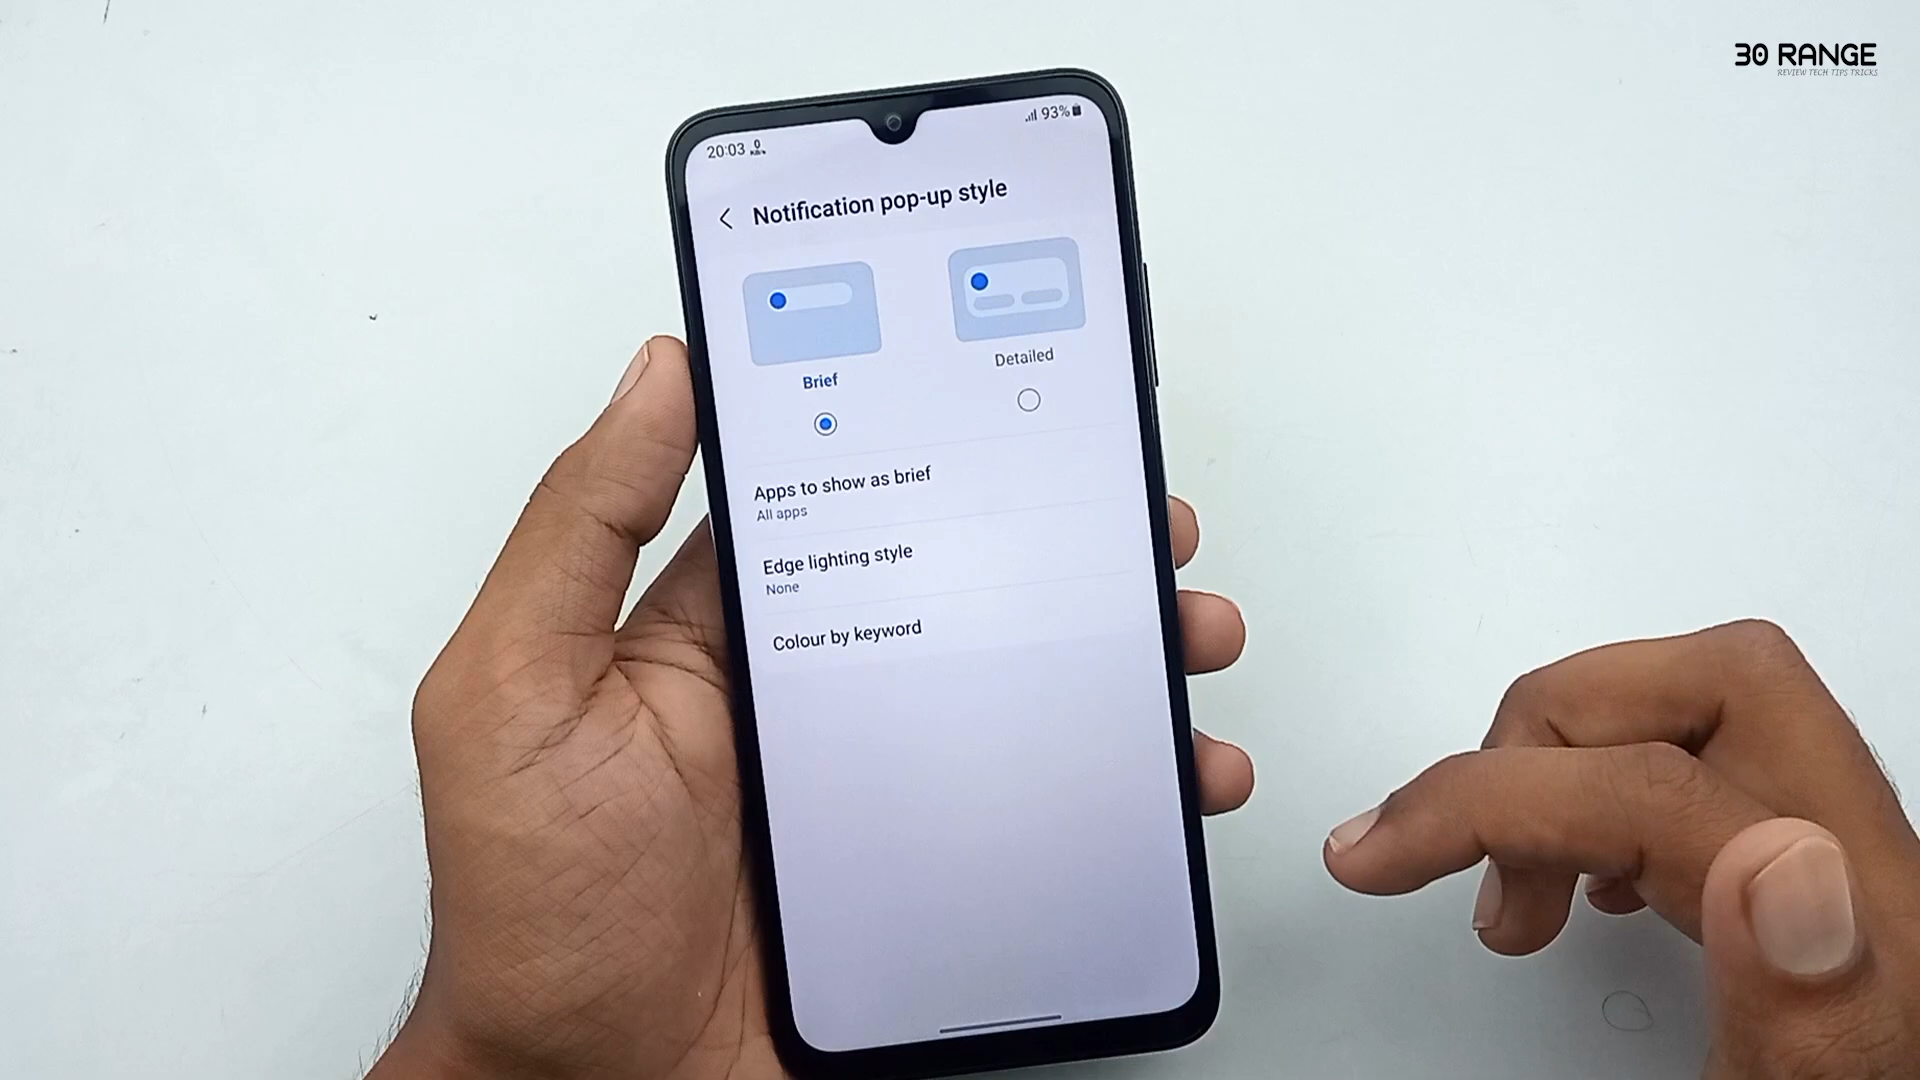 30 RANGE
REVIEW TECH TIPS TRICKS
20:03
93%
Notification pop-up style
Brief
Detailed
Apps to show as brief
All apps
Edge lighting style
None
Colour by keyword